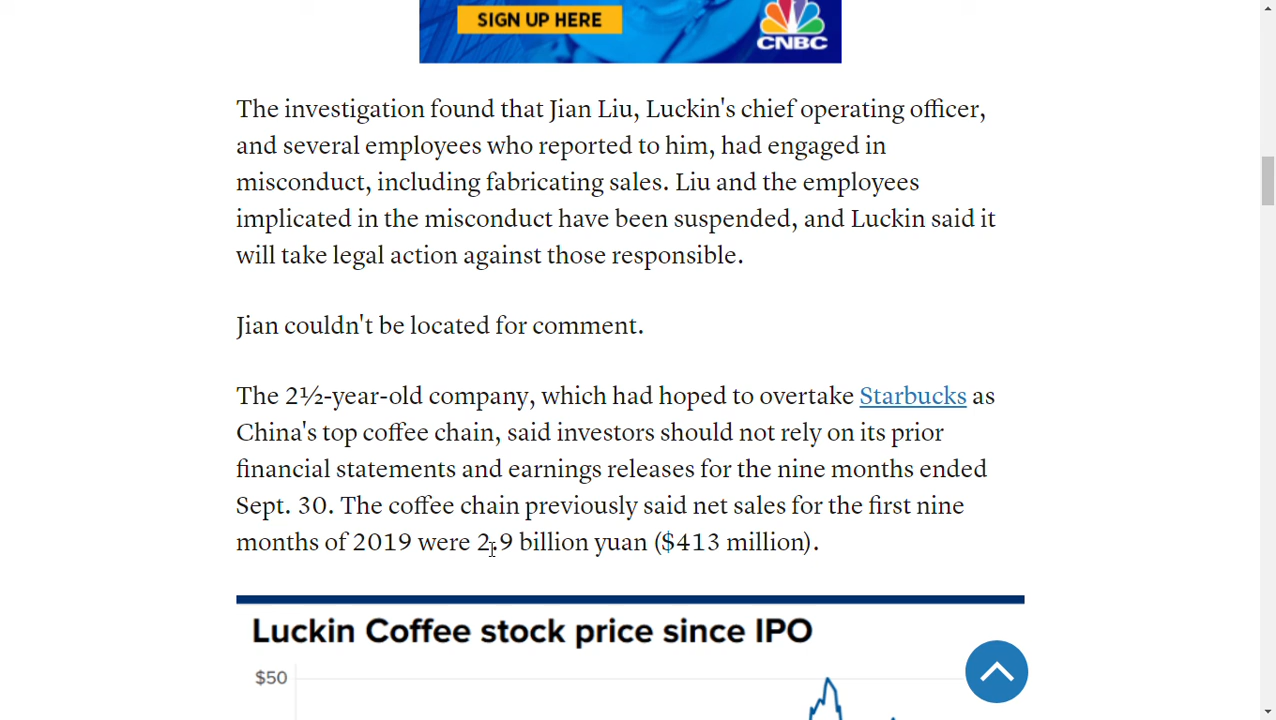 SIGN UP HERE
CNBC
The investigation found that Jian Liu, Luckin's chief operating officer,
and several employees who reported to him, had engaged in
misconduct, including fabricating sales. Liu and the employees
implicated in the misconduct have been suspended, and Luckin said it
will take legal action against those responsible.
Jian couldn't be located for comment.
The 2½-year-old company, which had hoped to overtake Starbucks as
China's top coffee chain, said investors should not rely on its prior
financial statements and earnings releases for the nine months ended
Sept. 30. The coffee chain previously said net sales for the first nine
months of 2019 were 2.9 billion yuan ($413 million).
Luckin Coffee stock price since IPO
$50